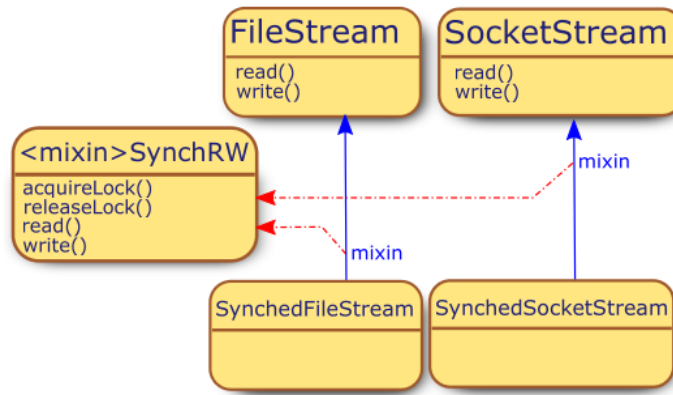 FileStream
read()
write()
SocketStream
read()
write()
<mixin>SynchRW
acquireLock()
releaseLock()
read()
write()
mixin
mixin
SynchedFileStream
SynchedSocketStream